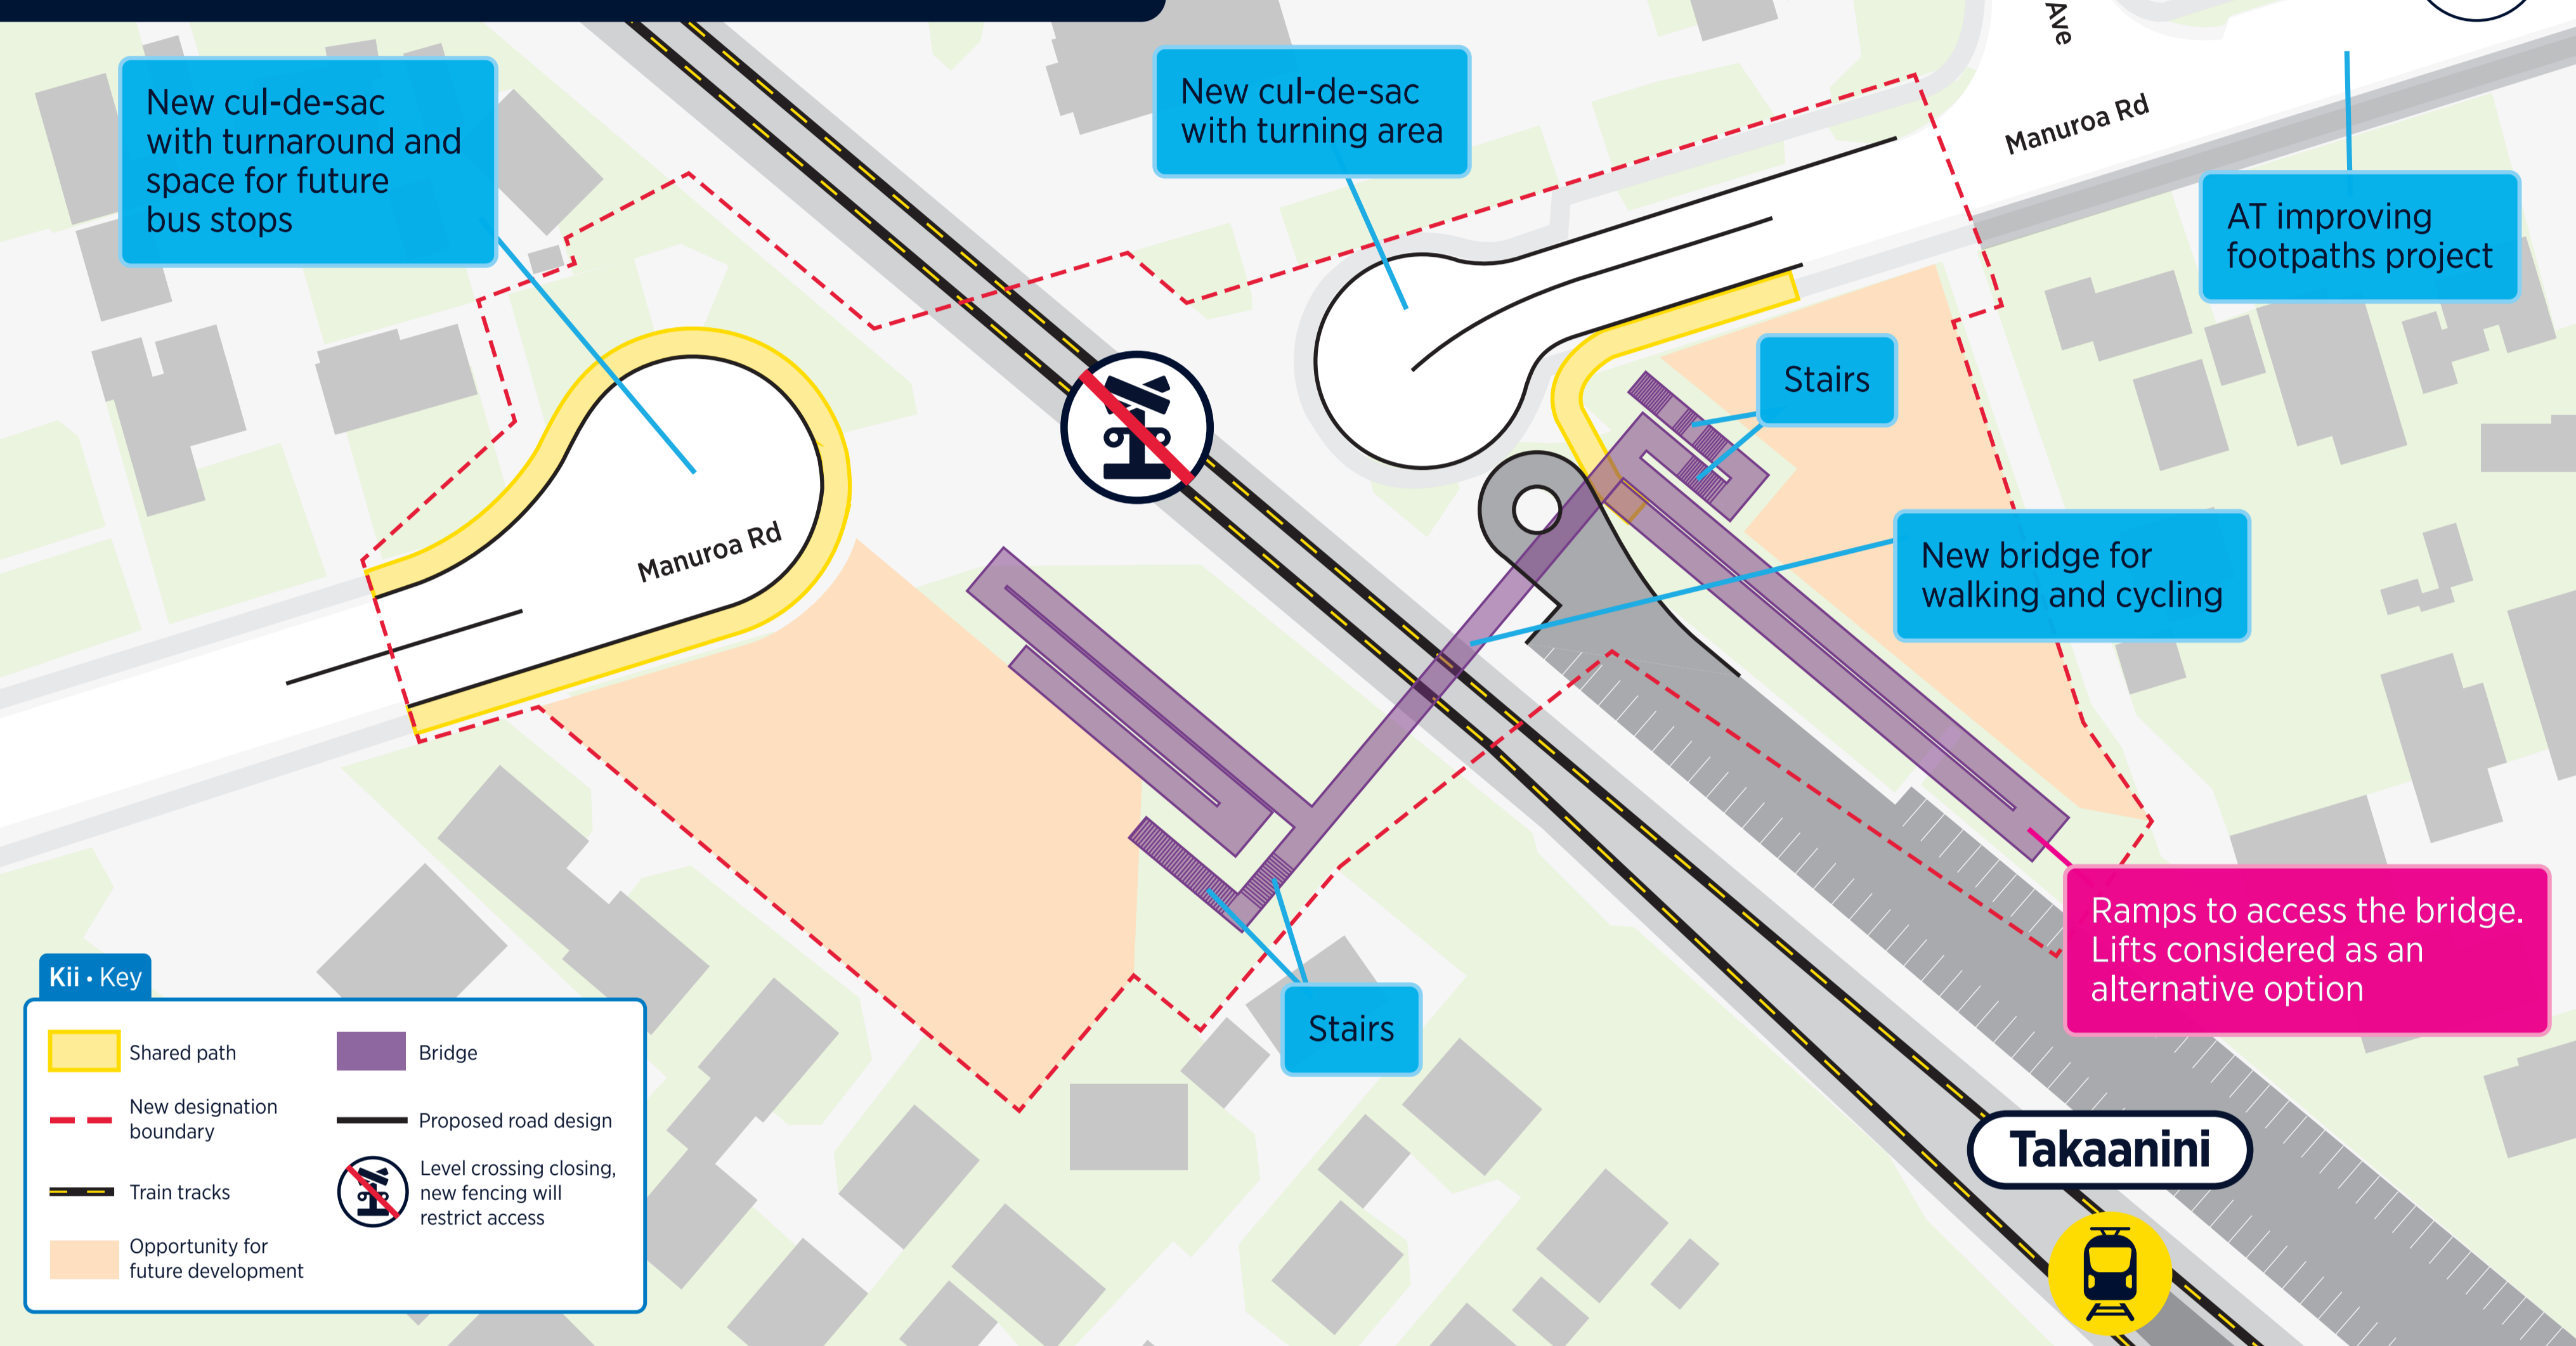 New cul-de-sac
with turnaround and
space for future
bus stops
New cul-de-sac
with turning area
Ave
Manuroa Rd
AT improving
footpaths project
Stairs
Manuroa Rd
New bridge for
walking and cycling
Ramps to access the bridge.
Lifts considered as an
alternative option
Stairs
Takaanini
Kii • Key
Shared path
New designation
boundary
Train tracks
Opportunity for
future development
Bridge
Proposed road design
Level crossing closing,
new fencing will
restrict access